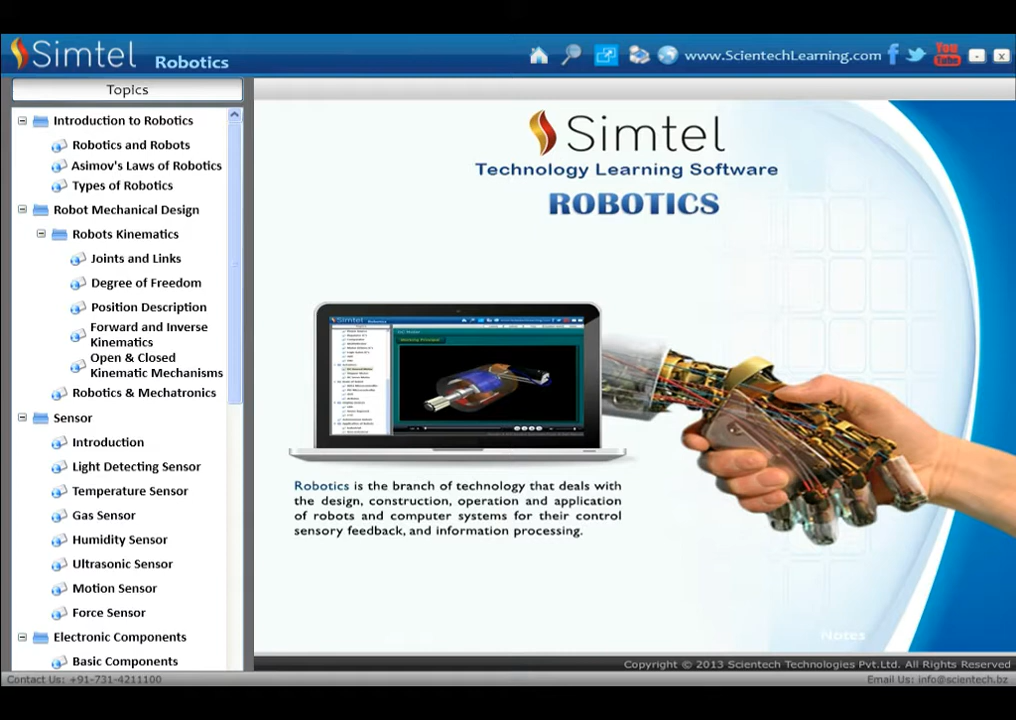 Simtel Robotics
www.ScientechLearning.com
You Tube
Topics
Introduction to Robotics
Robotics and Robots
Asimov's Laws of Robotics
Types of Robotics
Robot Mechanical Design
Robots Kinematics
Joints and Links
Degree of Freedom
Position Description
Forward and Inverse
Kinematics
Open & Closed
Kinematic Mechanisms
Robotics & Mechatronics
Sensor
Introduction
Light Detecting Sensor
Temperature Sensor
Gas Sensor
Humidity Sensor
Ultrasonic Sensor
Motion Sensor
Force Sensor
Electronic Components
Basic Components
Simtel
Technology Learning Software
ROBOTICS
Robotics is the branch of technology that deals with
the design, construction, operation and application
of robots and computer systems for their control
sensory feedback, and information processing.
Notes
Copyright © 2013 Scientech Technologies Pvt.Ltd. All Rights Reserved
Contact Us: +91-731-4211100
Email Us: info@scientech.bz